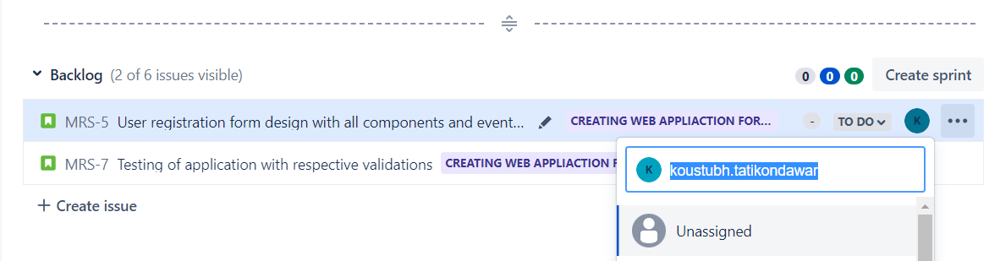 Backlog (2 of 6 issues visible) 0 0 0 Create sprint
MRS-5 User registration form design with all components and event... CREATING WEB APPLIACTION FOR... - TO DO K
MRS-7 Testing of application with respective validations CREATING WEB APPLIACTION F
K koustubh.tatikondawar
Create issue
Unassigned